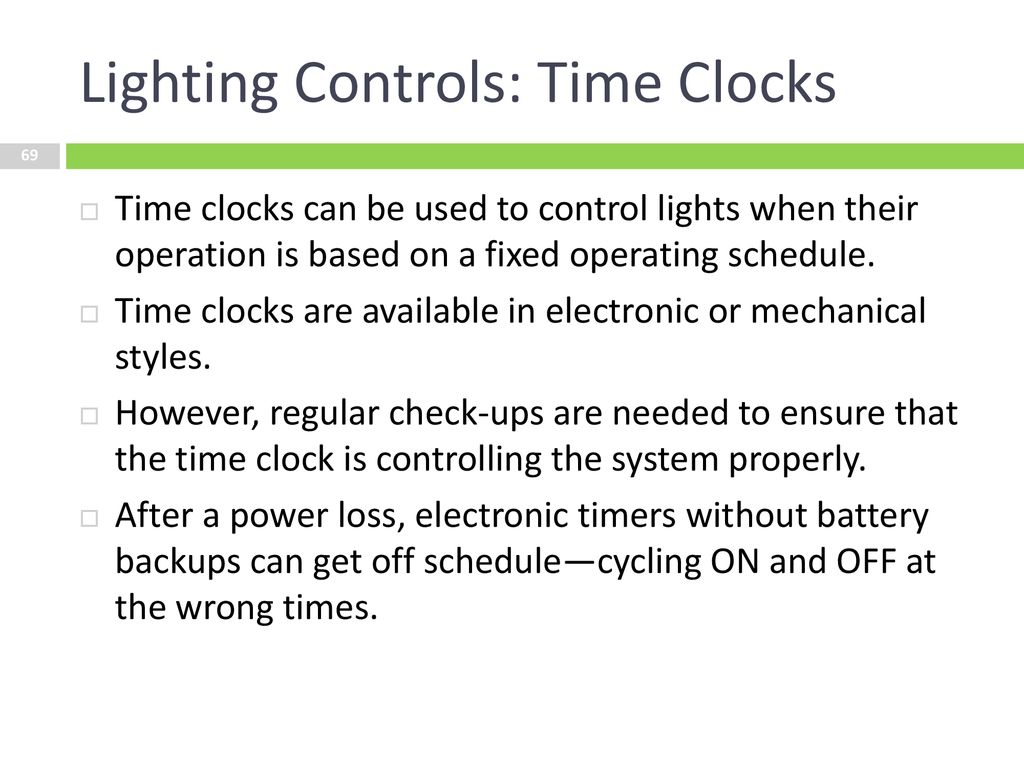 Lighting Controls: Time Clocks
69
Time clocks can be used to control lights when their
operation is based on a fixed operating schedule.
Time clocks are available in electronic or mechanical
styles.
However, regular check-ups are needed to ensure that
the time clock is controlling the system properly.
After a power loss, electronic timers without battery
backups can get off schedule—cycling ON and OFF at
the wrong times.